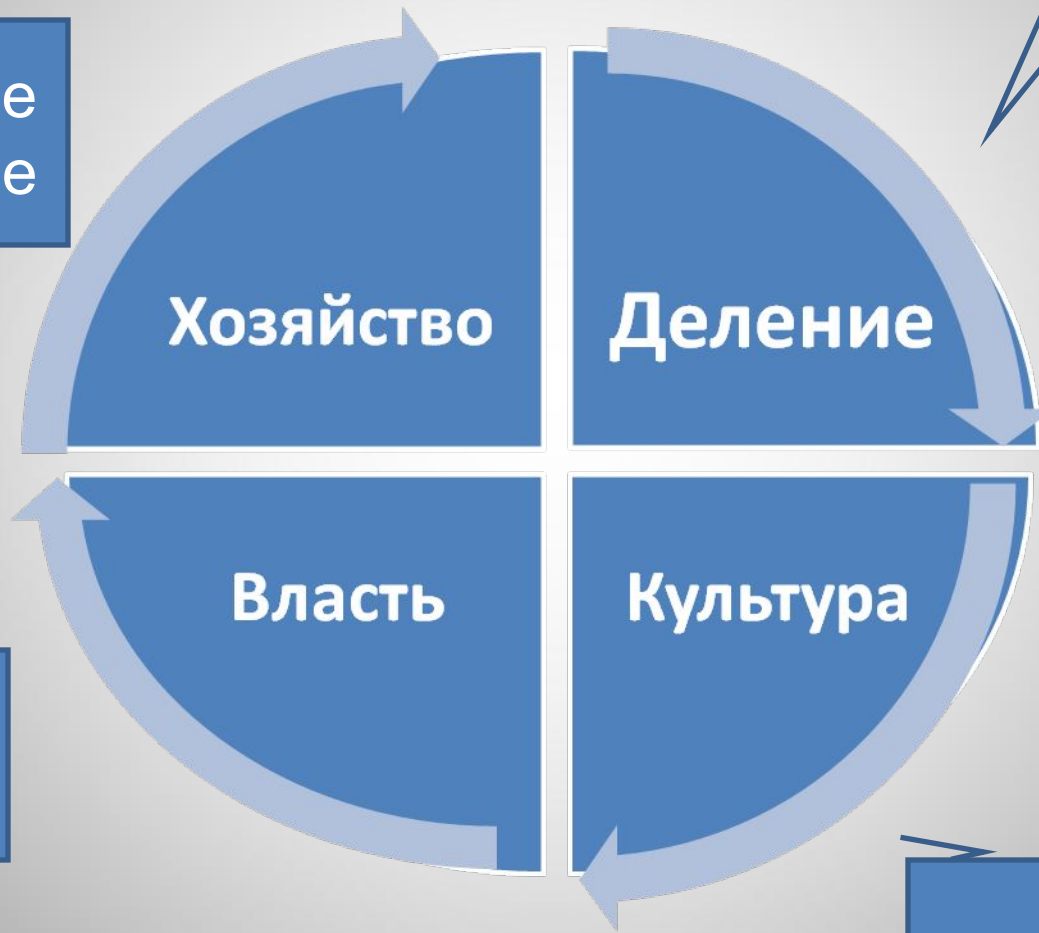 е
е
Хозяйство
Деление
Власть
Культура